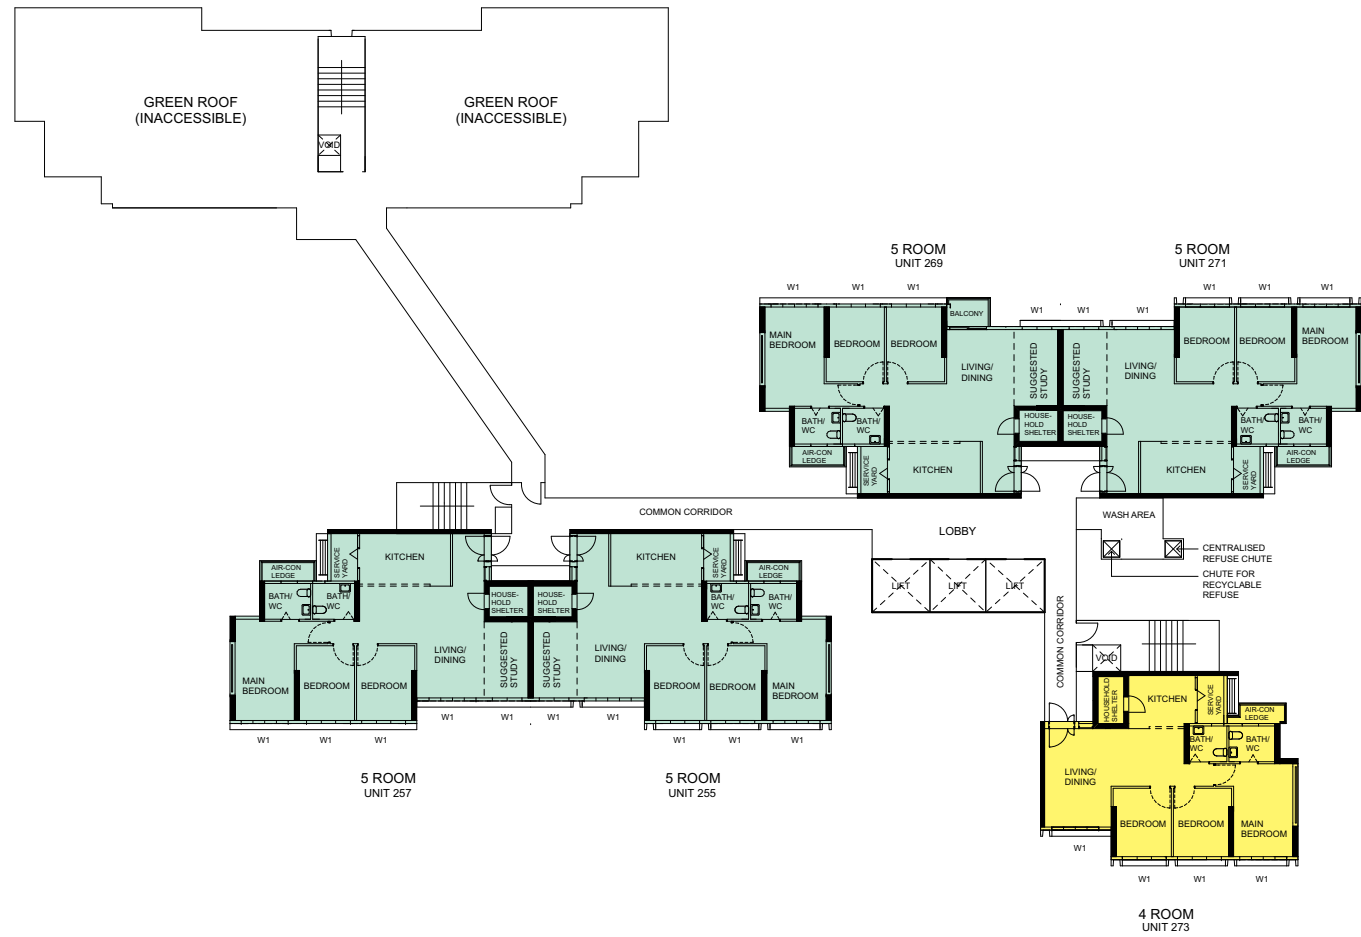 GREEN ROOF
(INACCESSIBLE)
GREEN ROOF
(INACCESSIBLE)
VOID
5 ROOM
UNIT 269
5 ROOM
UNIT 271
W1
W1
W1
W1
W1
W1
W1
W1
W1
BALCONY
MAIN
BEDROOM
BEDROOM
BEDROOM
LIVING/
DINING
SUGGESTED
STUDY
SUGGESTED
STUDY
LIVING/
DINING
BEDROOM
BEDROOM
MAIN
BEDROOM
BATH/
WC
BATH/
WC
HOUSE-
HOLD
SHELTER
HOUSE-
HOLD
SHELTER
BATH/
WC
BATH/
WC
AIR-CON
LEDGE
SERVICE
YARD
KITCHEN
KITCHEN
SERVICE
YARD
AIR-CON
LEDGE
COMMON CORRIDOR
LOBBY
WASH AREA
CENTRALISED
REFUSE CHUTE
CHUTE FOR
RECYCLABLE
REFUSE
LIFT
LIFT
LIFT
COMMON CORRIDOR
VOID
AIR-CON
LEDGE
SERVICE
YARD
KITCHEN
KITCHEN
SERVICE
YARD
AIR-CON
LEDGE
BATH/
WC
BATH/
WC
HOUSE-
HOLD
SHELTER
HOUSE-
HOLD
SHELTER
BATH/
WC
BATH/
WC
MAIN
BEDROOM
BEDROOM
BEDROOM
LIVING/
DINING
SUGGESTED
STUDY
SUGGESTED
STUDY
LIVING/
DINING
BEDROOM
BEDROOM
MAIN
BEDROOM
W1
W1
W1
W1
W1
W1
W1
W1
W1
W1
5 ROOM
UNIT 257
5 ROOM
UNIT 255
HOUSEHOLD
SHELTER
KITCHEN
SERVICE
YARD
AIR-CON
LEDGE
BATH/
WC
BATH/
WC
LIVING/
DINING
BEDROOM
BEDROOM
MAIN
BEDROOM
W1
W1
W1
W1
4 ROOM
UNIT 273